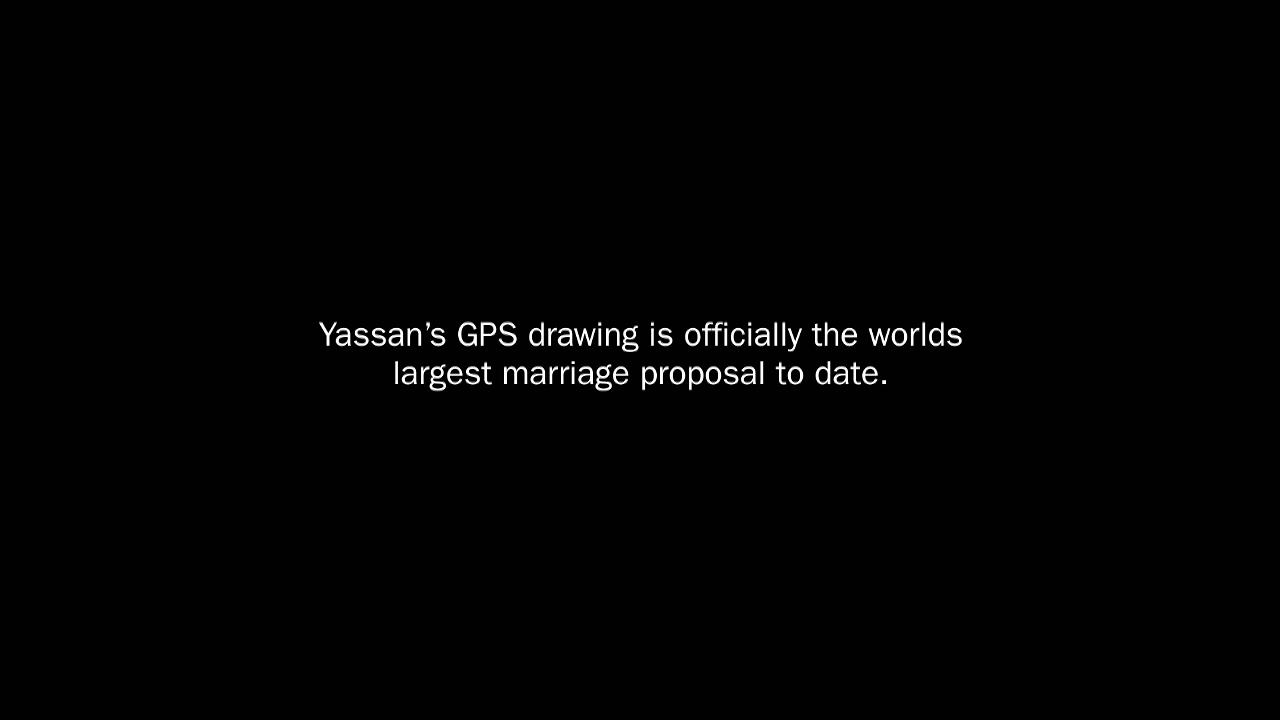 Yassan’s GPS drawing is officially the worlds
largest marriage proposal to date.